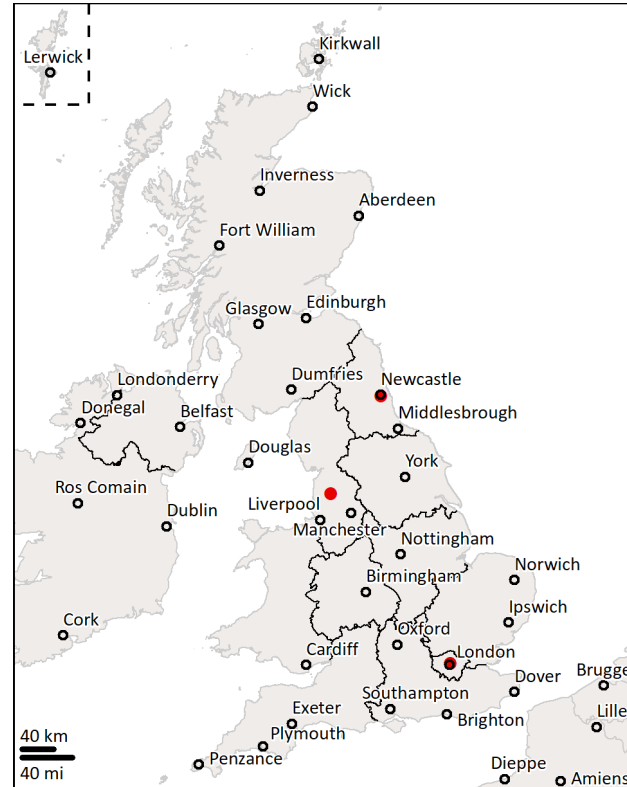 Kirkwall
Lerwick
Wick
Inverness
Aberdeen
Fort William
Glasgow
Edinburgh
Londonderry
Dumfries
Newcastle
Donegal
Belfast
Middlesbrough
Douglas
York
Ros Comain
Liverpool
Dublin
Manchester
Nottingham
Birmingham
Norwich
Ipswich
Cork
Oxford
Cardiff
London
Brugge
Southampton
Dover
Exeter
Lille
Plymouth
Brighton
40 km
Penzance
Dieppe
40 mi
Amiens